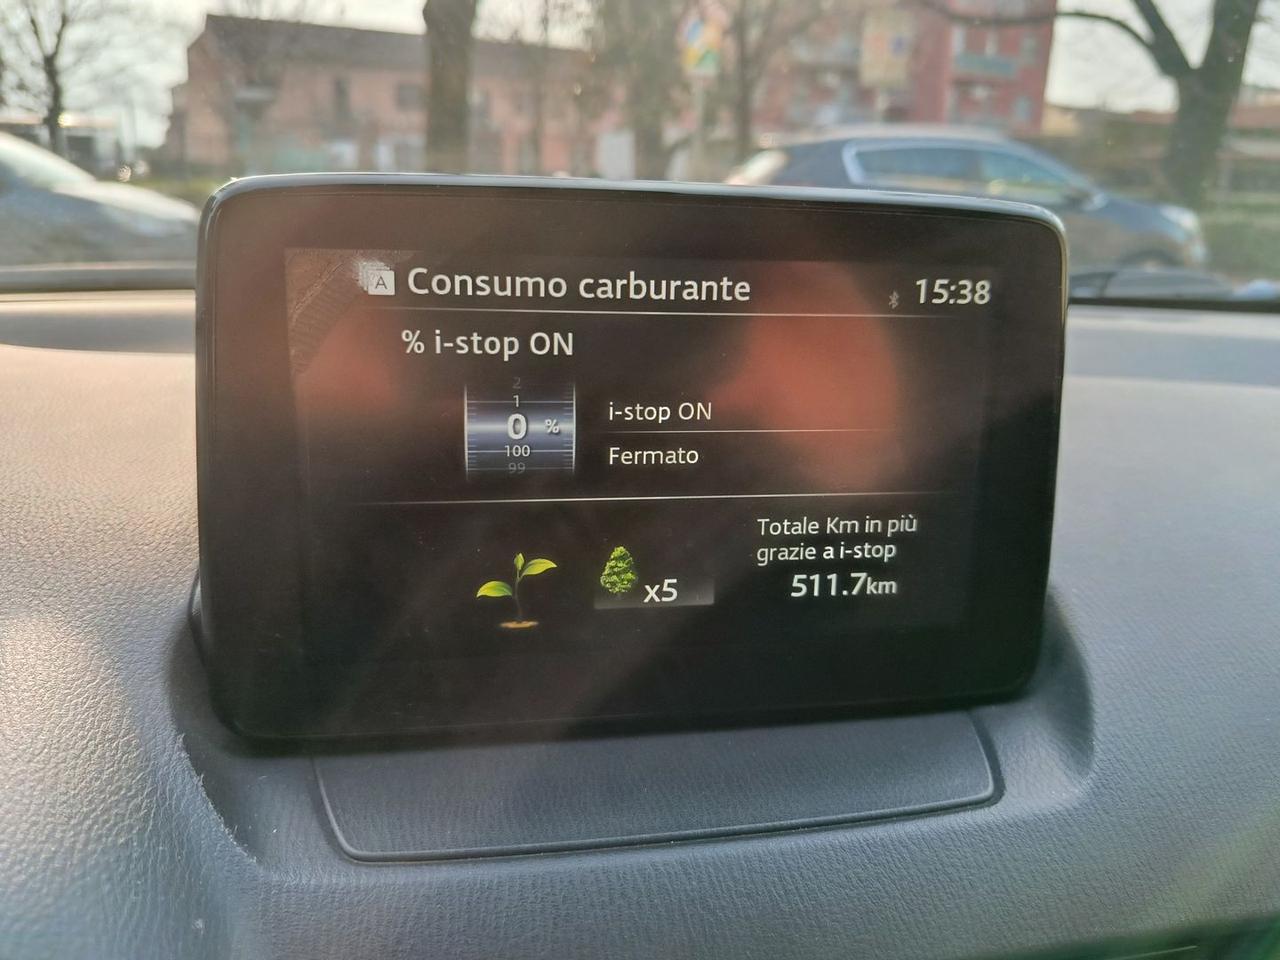 A Consumo carburante 15:38
% i-stop ON
2
1
0 %
100
99
i-stop ON
Fermato
x5
Totale Km in più
grazie a i-stop
511.7km